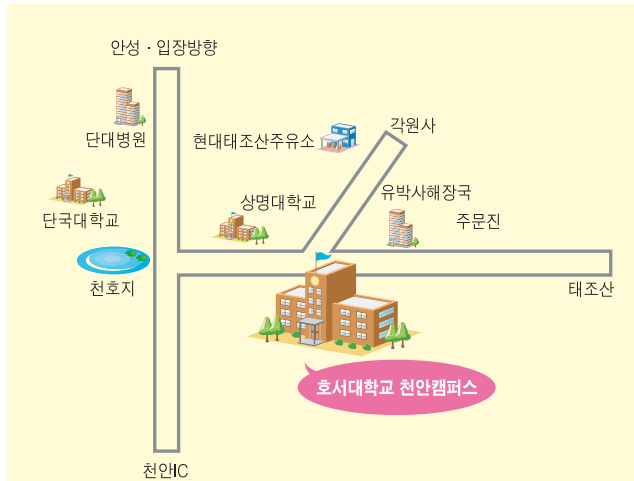 안성 · 입장방향
단대병원
현대태조산주유소
각원사
단국대학교
상명대학교
유박사해장국
주문진
천호지
태조산
호서대학교 천안캠퍼스
천안IC